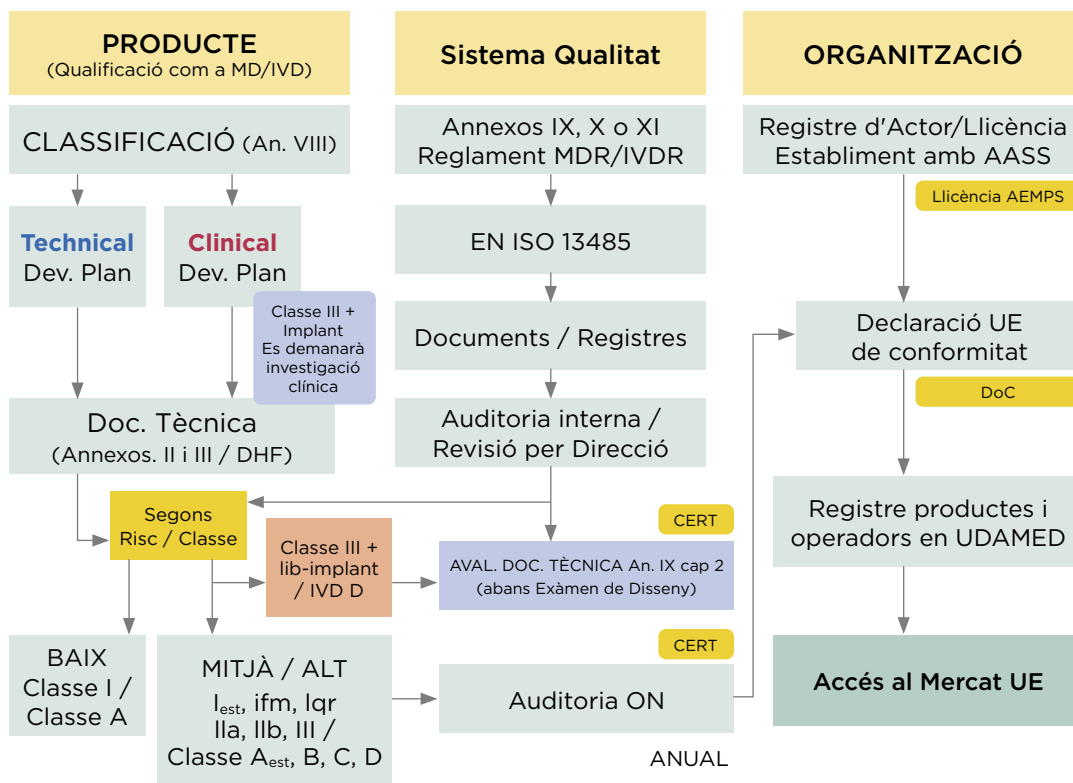 PRODUCTE
(Qualificació com a MD/IVD)
CLASSIFICACIÓ (An. VIII)
Technical
Dev. Plan
Clinical
Dev. Plan
Classe III +
Implant
Es demanarà
investigació
clínica
Doc. Tècnica
(Annexos. II i III / DHF)
Segons
Risc / Classe
Classe III +
lib-implant
/ IVD D
BAIX
Classe I /
Classe A
MITJÀ / ALT
Iest, ifm, Iqr
IIa, IIb, III /
Classe Aest, B, C, D
Sistema Qualitat
Annexos IX, X o XI
Reglament MDR/IVDR
EN ISO 13485
Documents / Registres
Auditoria interna /
Revisió per Direcció
CERT
AVAL. DOC. TÈCNICA An. IX cap 2
(abans Exàmen de Disseny)
CERT
Auditoria ON
ANUAL
ORGANITZACIÓ
Registre d'Actor/Llicència
Establiment amb AASS
Llicència AEMPS
Declaració UE
de conformitat
DoC
Registre productes i
operadors en UDAMED
Accés al Mercat UE